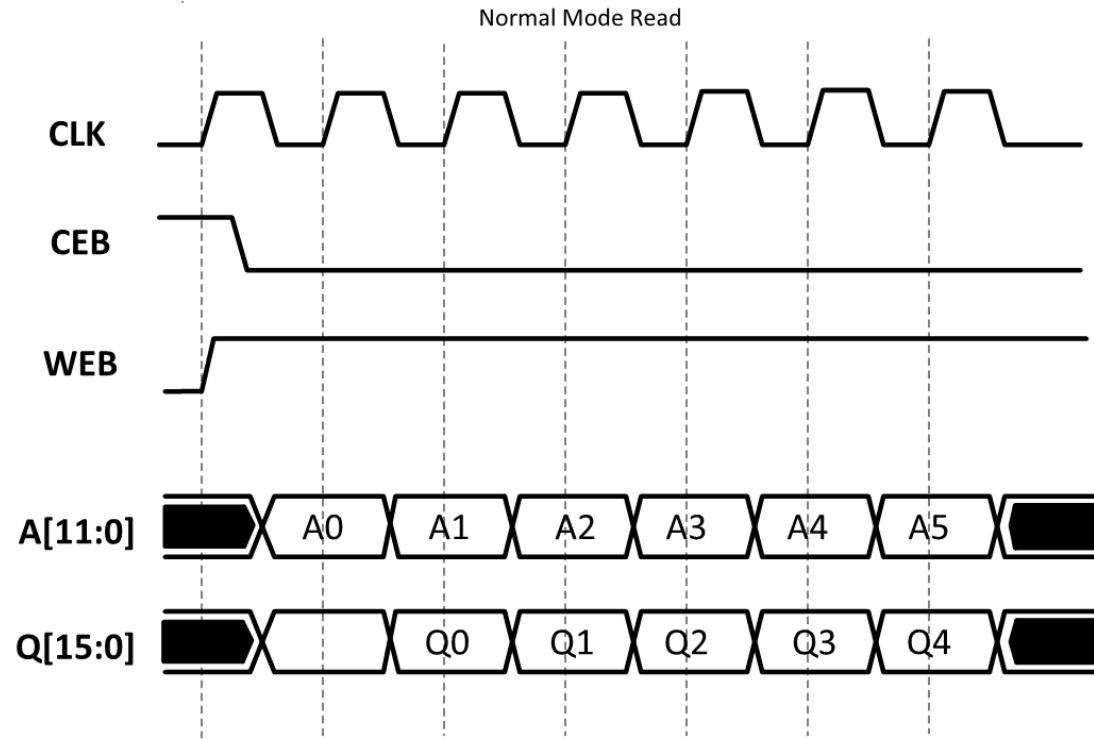 Normal Mode Read
CLK
CEB
WEB
A[11:0] A0 A1 A2 A3 A4 A5
Q[15:0] Q0 Q1 Q2 Q3 Q4